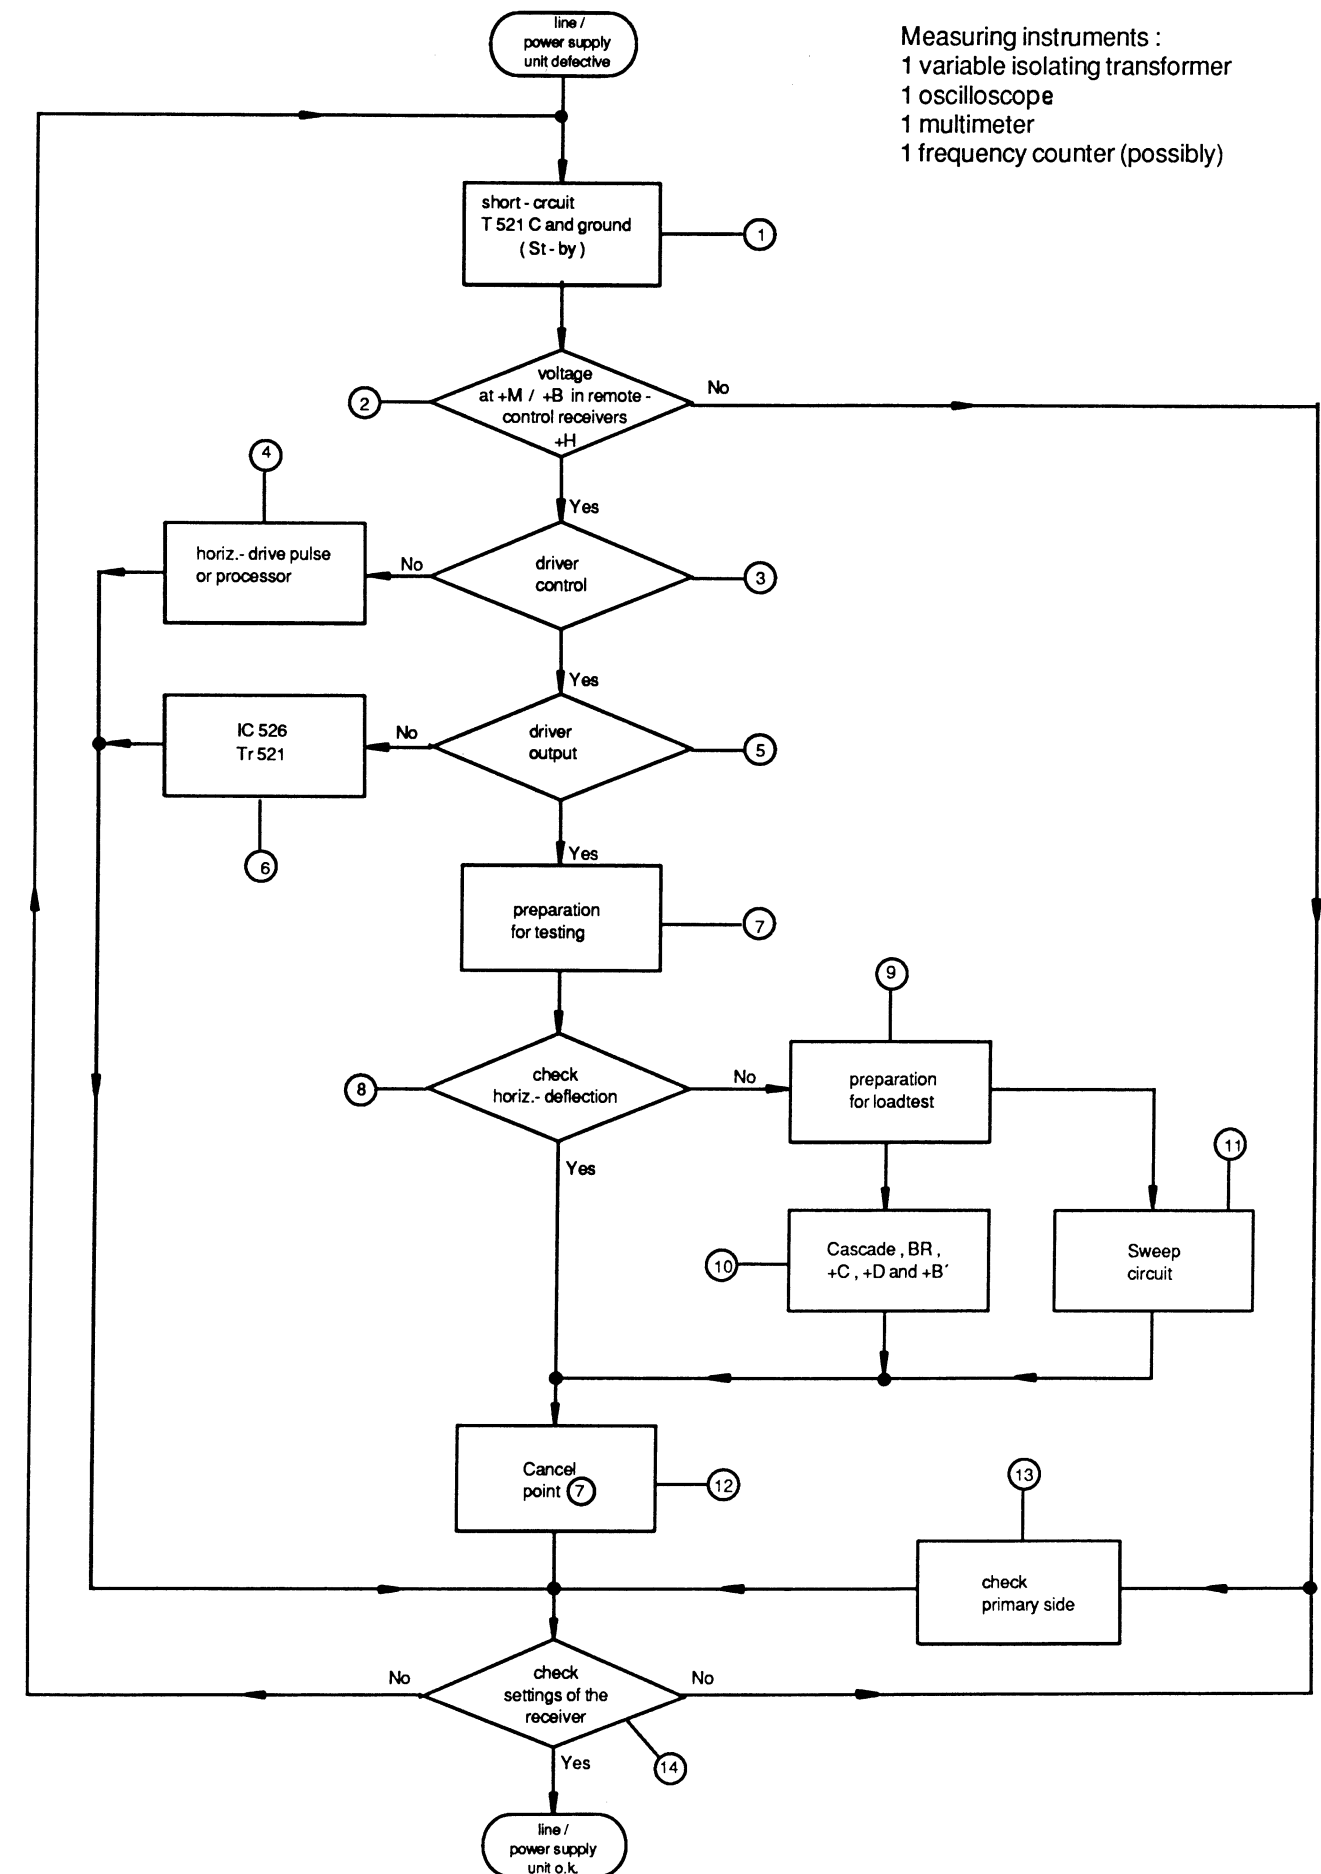 line /
power supply
unit defective
Measuring instruments :
1 variable isolating transformer
1 oscilloscope
1 multimeter
1 frequency counter (possibly)
short - crcuit
T 521 C and ground
( St - by )
1
voltage
at +M / +B in remote -
control receivers
+H
2
No
Yes
4
horiz.- drive pulse
or processor
No
driver
control
3
Yes
IC 526
Tr 521
No
driver
output
5
6
Yes
preparation
for testing
7
9
8
check
horiz.- deflection
No
preparation
for loadtest
Yes
11
10
Cascade , BR ,
+C , +D and +B´
Sweep
circuit
Cancel
point 7
12
13
check
primary side
No
check
settings of the
receiver
No
14
Yes
line /
power supply
unit o.k.